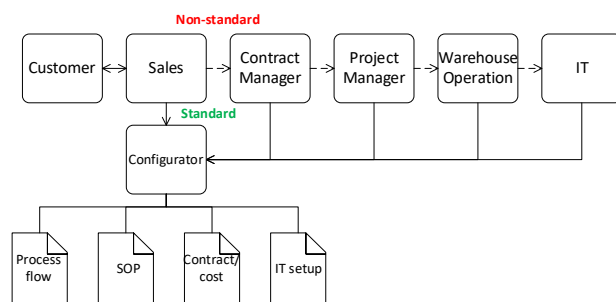 Non-standard
Customer
Sales
Contract
Manager
Project
Manager
Warehouse
Operation
IT
Standard
Configurator
Process
flow
SOP
Contract/
cost
IT setup